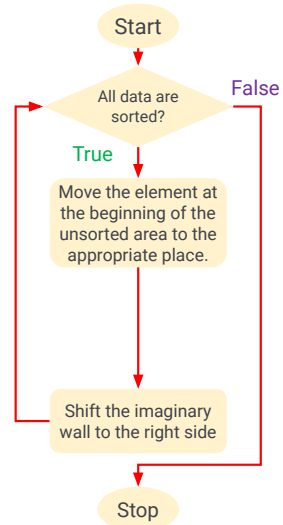 Start
All data are
sorted?
False
True
Move the element at
the beginning of the
unsorted area to the
appropriate place.
Shift the imaginary
wall to the right side
Stop